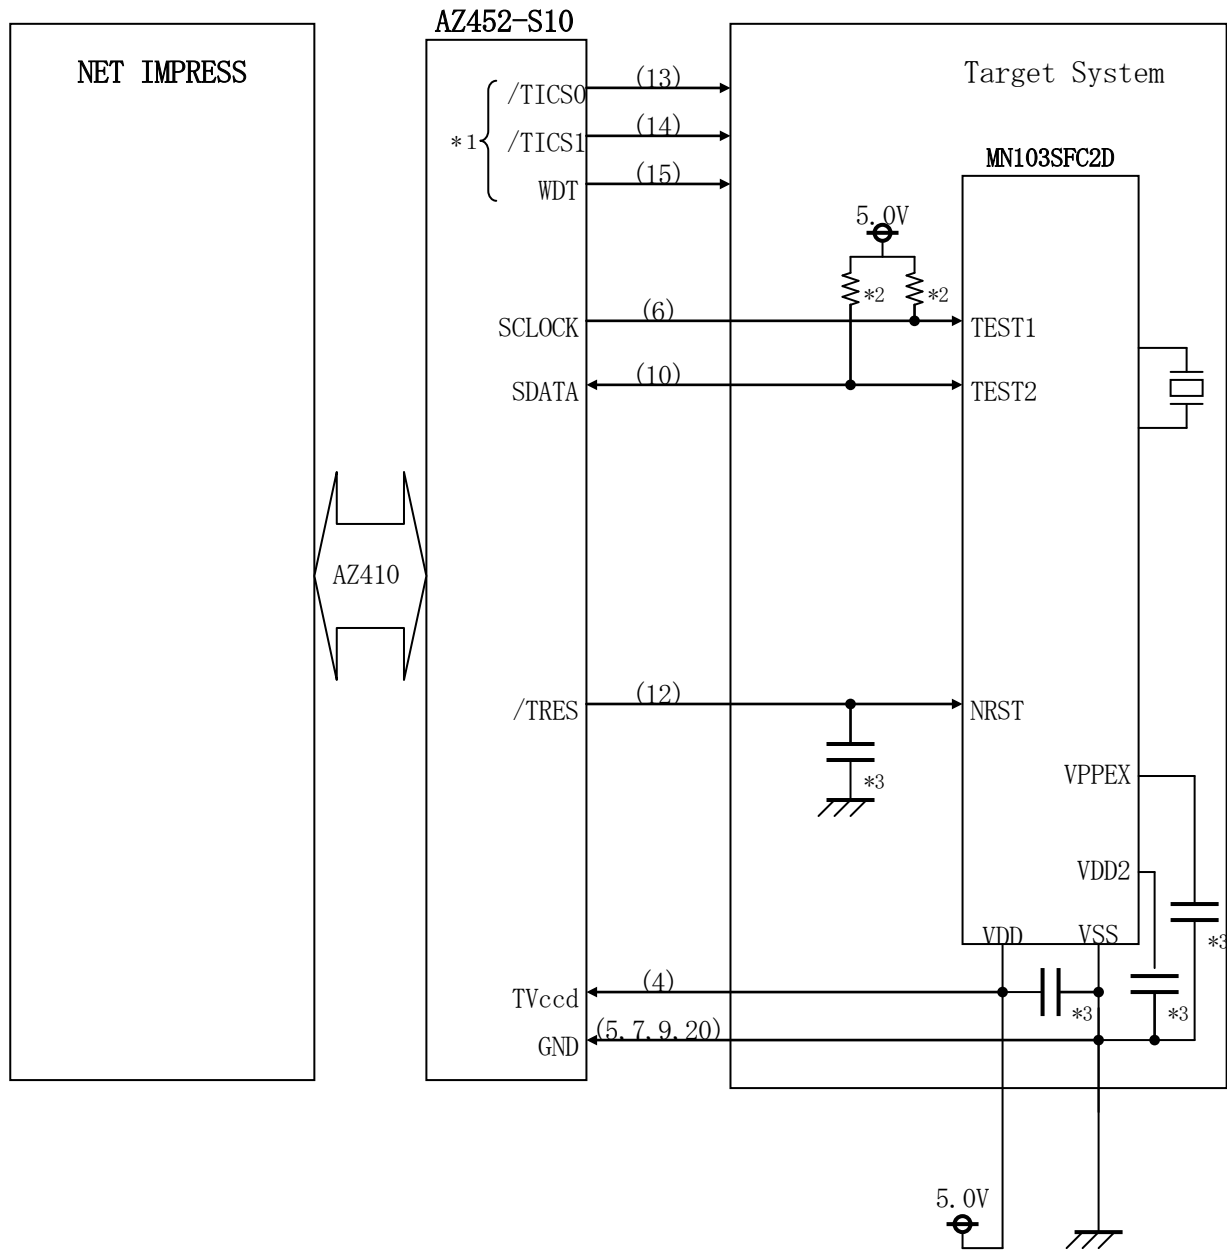 AZ452-S10
NET IMPRESS
Target System
/TICS0
(13)
*1
/TICS1
(14)
WDT
(15)
MN103SFC2D
5.0V
*2
*2
SCLOCK
(6)
TEST1
SDATA
(10)
TEST2
AZ410
/TRES
(12)
NRST
*3
VPPEX
VDD2
*3
VDD
VSS
TVccd
(4)
*3
*3
GND
(5,7,9,20)
5.0V